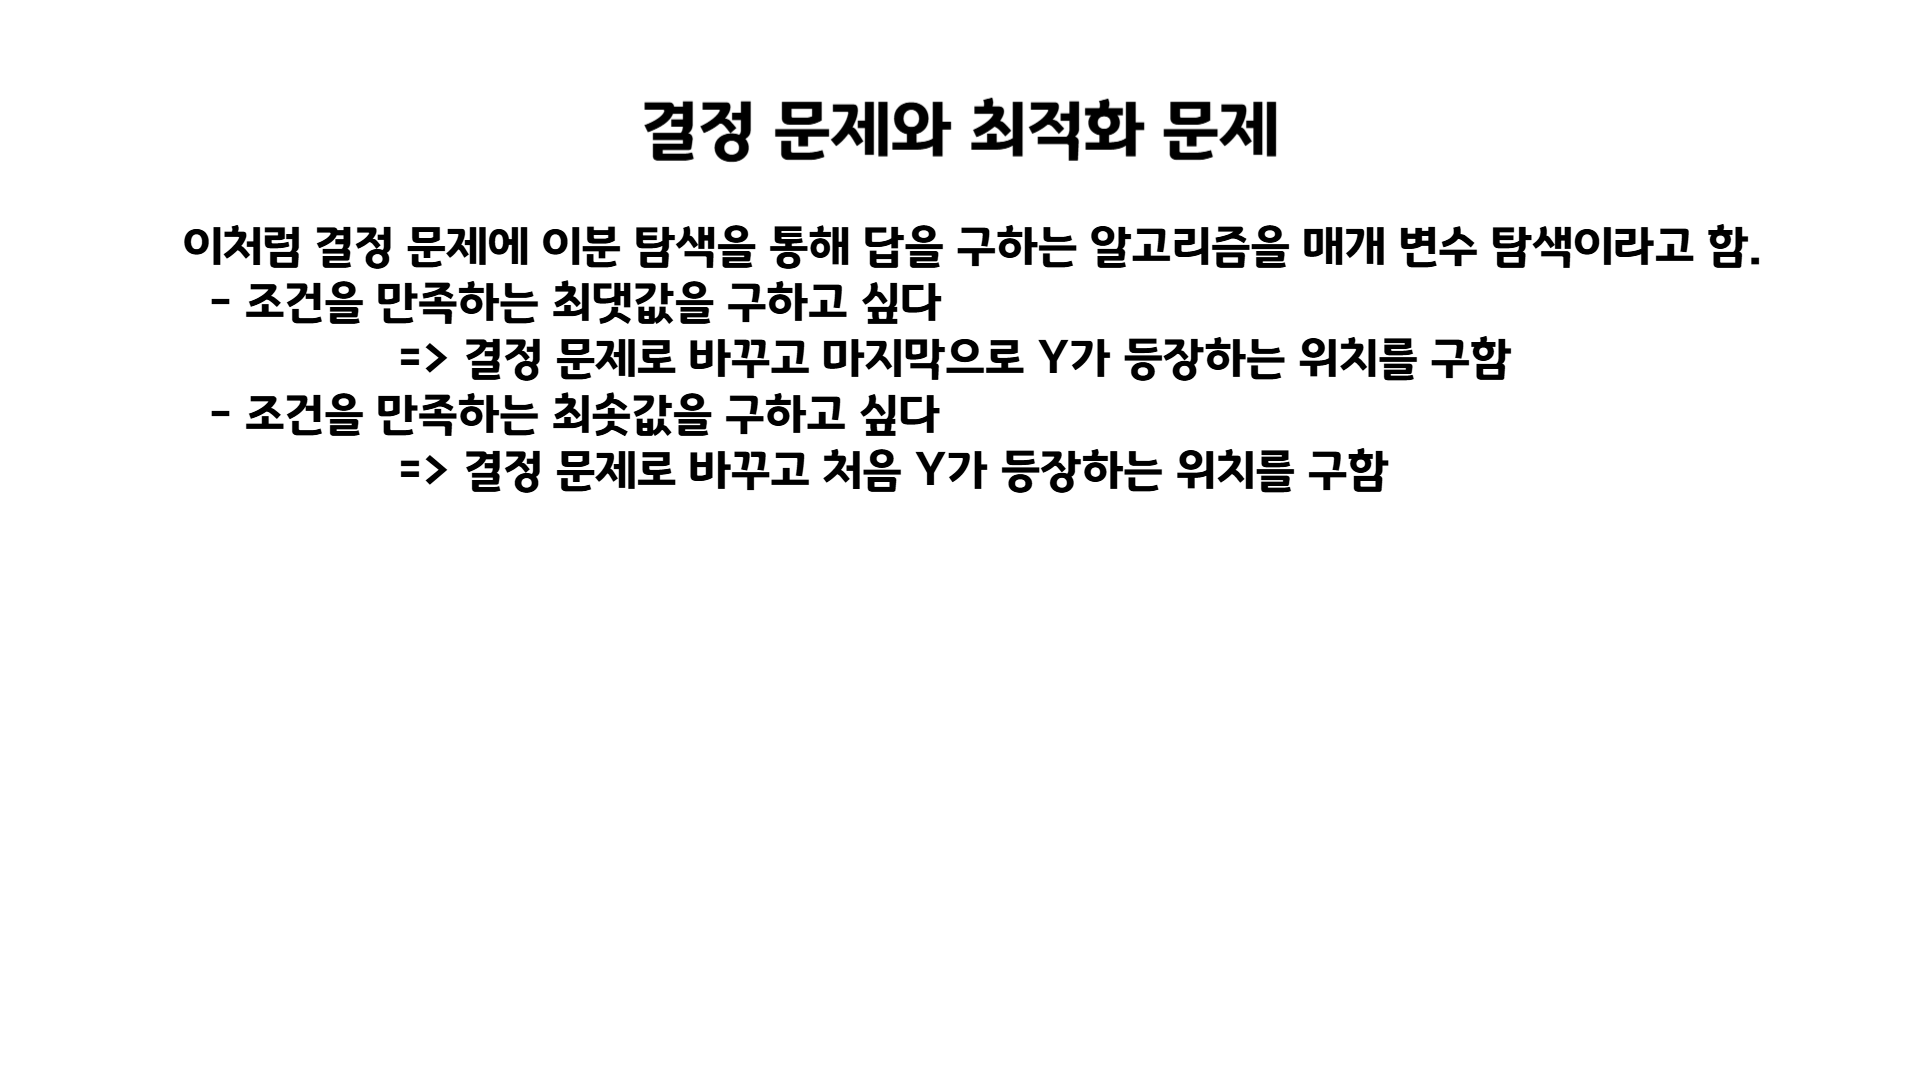 결정 문제와 최적화 문제
이처럼 결정 문제에 이분 탐색을 통해 답을 구하는 알고리즘을 매개 변수 탐색이라고 함.
- 조건을 만족하는 최댓값을 구하고 싶다
=> 결정 문제로 바꾸고 마지막으로 Y가 등장하는 위치를 구함
- 조건을 만족하는 최솟값을 구하고 싶다
=> 결정 문제로 바꾸고 처음 Y가 등장하는 위치를 구함